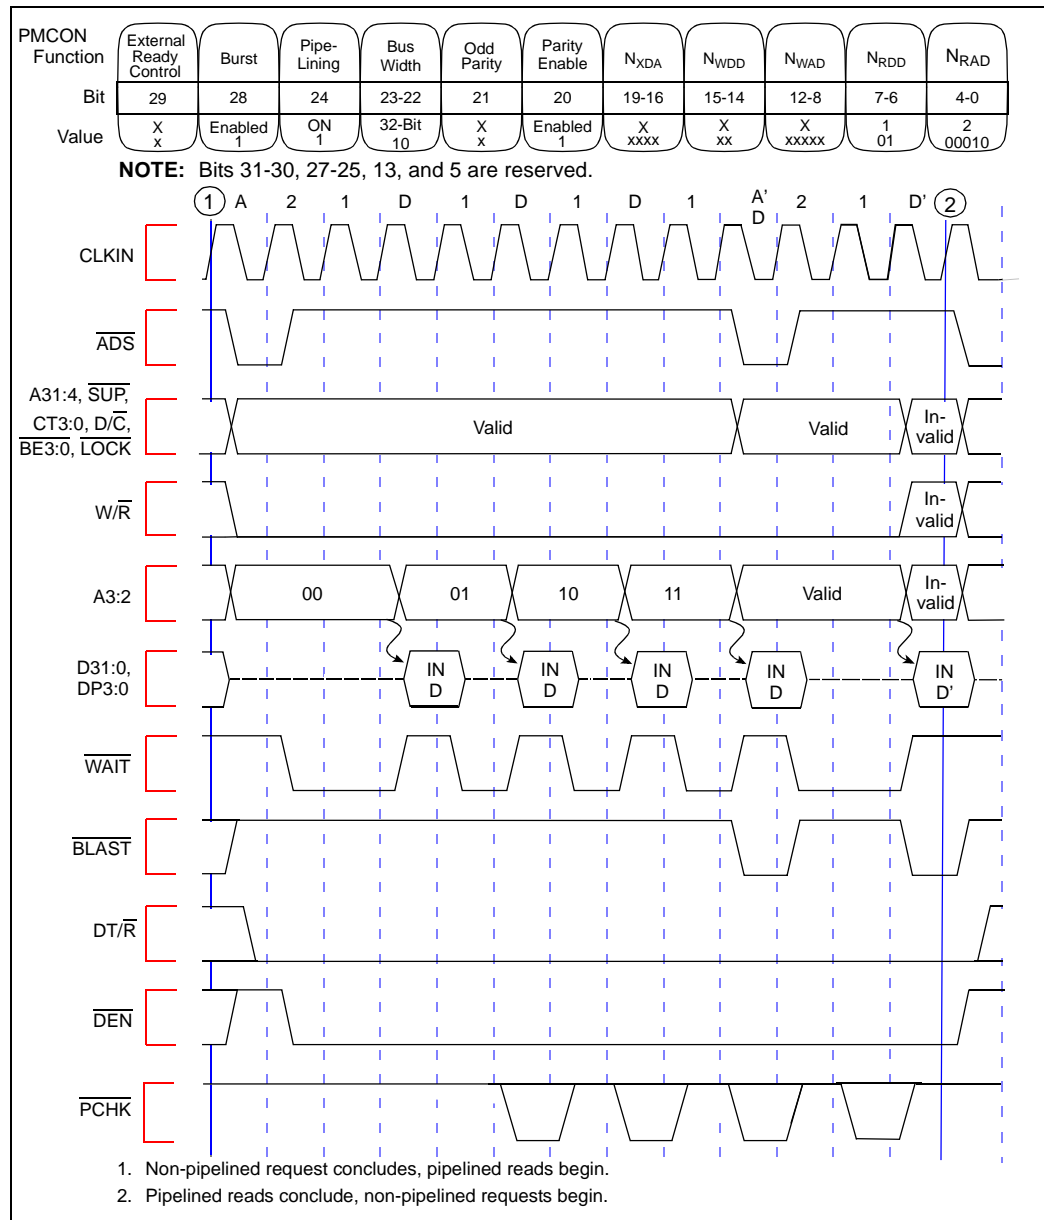 PMCON Function
External Ready Control
Burst
Pipe-Lining
Bus Width
Odd Parity
Parity Enable
NXDA
NWDD
NWAD
NRDD
NRAD
Bit
29
28
24
23-22
21
20
19-16
15-14
12-8
7-6
4-0
Value
X x
Enabled 1
ON 1
32-Bit 10
X x
Enabled 1
X xxxx
X xx
X xxxxx
1 01
2 00010
NOTE: Bits 31-30, 27-25, 13, and 5 are reserved.
1 A 2 1 D 1 D 1 D 1 A' D 2 1 D' 2
CLKIN
ADS
A31:4, SUP,
CT3:0, D/C,
BE3:0, LOCK
Valid
Valid
In-
valid
W/R
In-
valid
A3:2
00
01
10
11
Valid
In-
valid
D31:0,
DP3:0
IN D
IN D
IN D
IN D
IN D'
WAIT
BLAST
DT/R
DEN
PCHK
1. Non-pipelined request concludes, pipelined reads begin.
2. Pipelined reads conclude, non-pipelined requests begin.